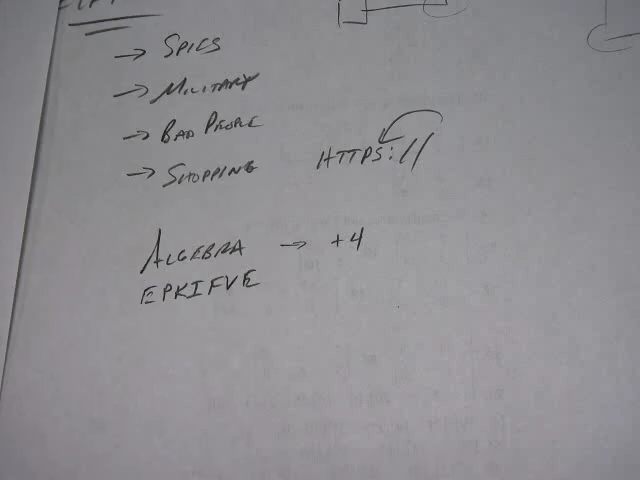 → SPIES
→ MILITARY
→ BAD PEOPLE
→ SHOPPING
HTTPS://
ALGEBRA → +4
EPKIFVE